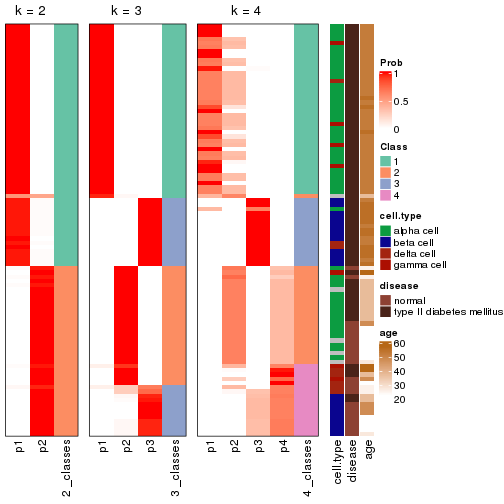 k = 2
k = 3
k = 4
p1
p2
2_classes
p1
p2
p3
3_classes
p1
p2
p3
p4
4_classes
cell.type
disease
age
Prob
1
0.5
0
Class
1
2
3
4
cell.type
alpha cell
beta cell
delta cell
gamma cell
disease
normal
type II diabetes mellitus
age
60
50
40
30
20